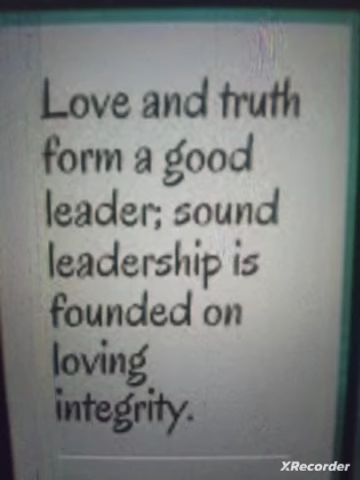 Love and truth
form a good
leader; sound
leadership is
founded on
loving
integrity.
XRecorder